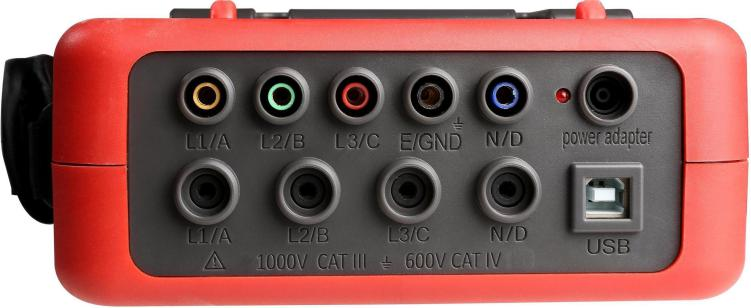 L1/A L2/B L3/C E/GND N/D power adapter
L1/A L2/B L3/C N/D USB
1000V CAT III 600V CAT IV